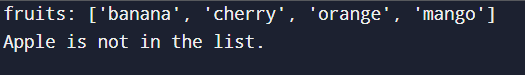 fruits: ['banana', 'cherry', 'orange', 'mango']
Apple is not in the list.